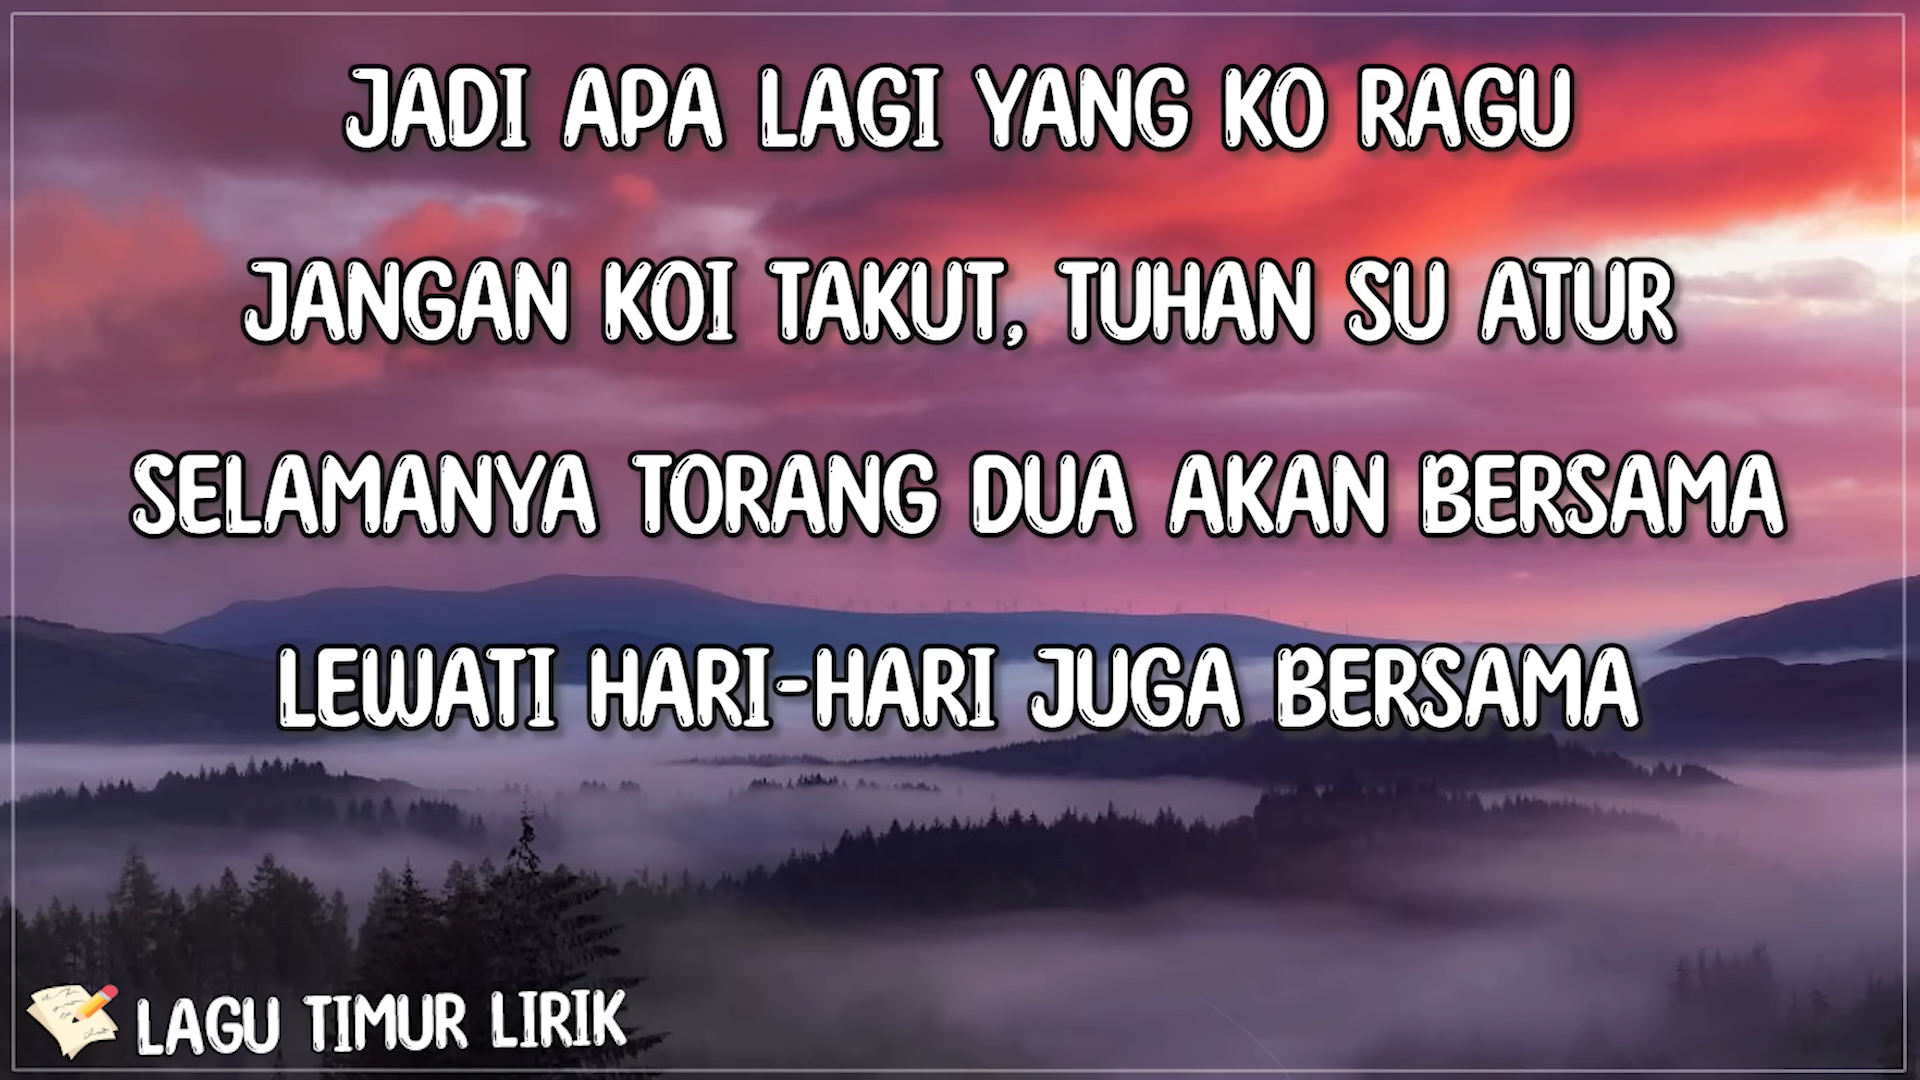 JADI APA LAGI YANG KO RAGU
JANGAN KOI TAKUT, TUHAN SU ATUR
SELAMANYA TORANG DUA AKAN BERSAMA
LEWATI HARI-HARI JUGA BERSAMA
LAGU TIMUR LIRIK